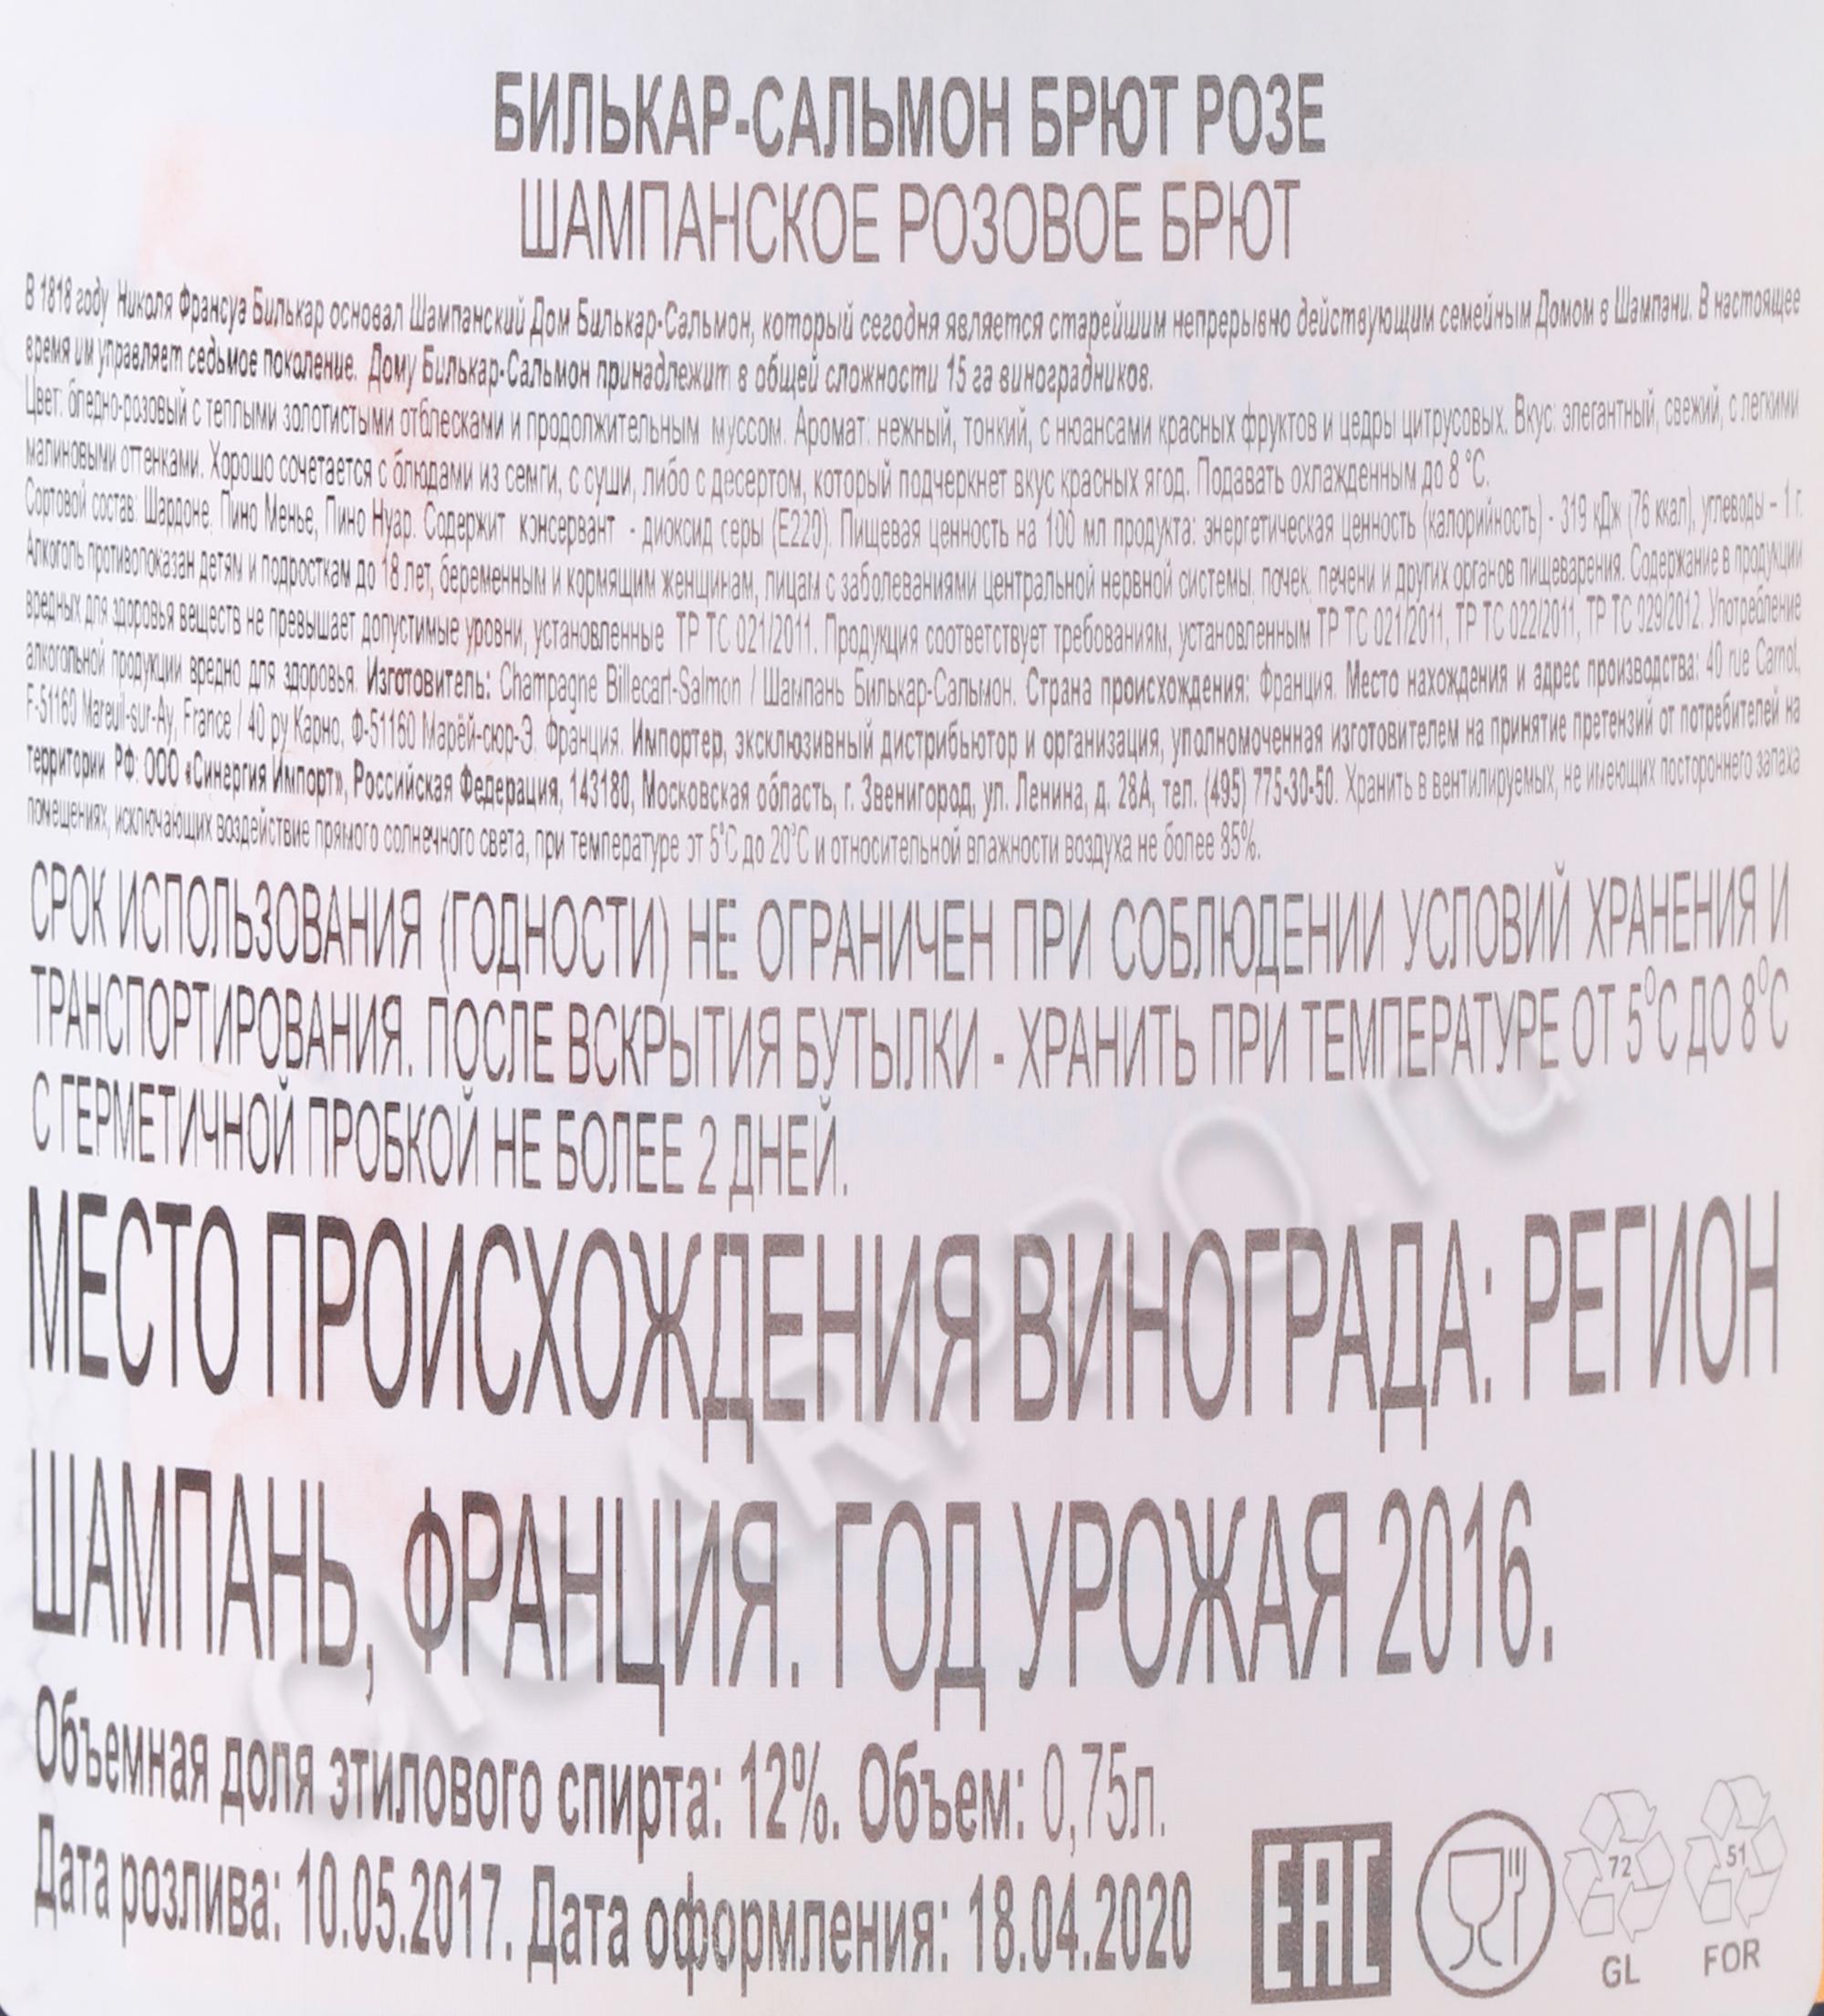 БИЛЬКАР-САЛЬМОН БРЮТ РОЗЕ
ШАМПАНСКОЕ РОЗОВОЕ БРЮТ
В 1818 году Николя Франсуа Билькар основал Шампанский Дом Билькар-Сальмон, который сегодня является старейшим непрерывно действующим семейным Домом в Шампани. В настоящее
время им управляет седьмое поколение. Дому Билькар-Сальмон принадлежит в общей сложности 15 га виноградников.
Цвет: бледно-розовый с теплыми золотистыми отблесками и продолжительным муссом. Аромат: нежный, тонкий, с нюансами красных фруктов и цедры цитрусовых. Вкус: элегантный, свежий, с легкими
малиновыми оттенками. Хорошо сочетается с блюдами из семги, с суши, либо с десертом, который подчеркнет вкус красных ягод. Подавать охлажденным до 8 °С.
Сортовой состав: Шардоне, Пино Менье, Пино Нуар. Содержит консервант - диоксид серы (Е220). Пищевая ценность на 100 мл продукта: энергетическая ценность (калорийность) - 319 кДж (76 ккал), углеводы – 1 г.
Алкоголь противопоказан детям и подросткам до 18 лет, беременным и кормящим женщинам, лицам с заболеваниями центральной нервной системы, почек, печени и других органов пищеварения. Содержание в продукции
вредных для здоровья веществ не превышает допустимые уровни, установленные ТР ТС 021/2011. Продукция соответствует требованиям, установленным ТР ТС 021/2011, ТР ТС 022/2011, ТР ТС 029/2012. Употребление
алкогольной продукции вредно для здоровья. Изготовитель: Champagne Billecart-Salmon / Шампань Билькар-Сальмон. Страна происхождения: Франция. Место нахождения и адрес производства: 40 rue Carnot,
F-51160 Mareuil-sur-Ay, France / 40 ру Карно, Ф-51160 Марёй-сюр-Э, Франция. Импортер, эксклюзивный дистрибьютор и организация, уполномоченная изготовителем на принятие претензий от потребителей на
территории РФ: ООО «Синергия Импорт», Российская Федерация, 143180, Московская область, г. Звенигород, ул. Ленина, д. 28А, тел. (495) 775-30-50. Хранить в вентилируемых, не имеющих постороннего запаха
помещениях, исключающих воздействие прямого солнечного света, при температуре от 5°С до 20°С и относительной влажности воздуха не более 85%.
СРОК ИСПОЛЬЗОВАНИЯ (ГОДНОСТИ) НЕ ОГРАНИЧЕН ПРИ СОБЛЮДЕНИИ УСЛОВИЙ ХРАНЕНИЯ И
ТРАНСПОРТИРОВАНИЯ. ПОСЛЕ ВСКРЫТИЯ БУТЫЛКИ - ХРАНИТЬ ПРИ ТЕМПЕРАТУРЕ ОТ 5⁰С ДО 8⁰С
С ГЕРМЕТИЧНОЙ ПРОБКОЙ НЕ БОЛЕЕ 2 ДНЕЙ.
МЕСТО ПРОИСХОЖДЕНИЯ ВИНОГРАДА: РЕГИОН
ШАМПАНЬ, ФРАНЦИЯ. ГОД УРОЖАЯ 2016.
Объемная доля этилового спирта: 12%. Объем: 0,75л.
Дата розлива: 10.05.2017. Дата оформления: 18.04.2020
EAC
72
GL
51
FOR
CIGARPRO.ru